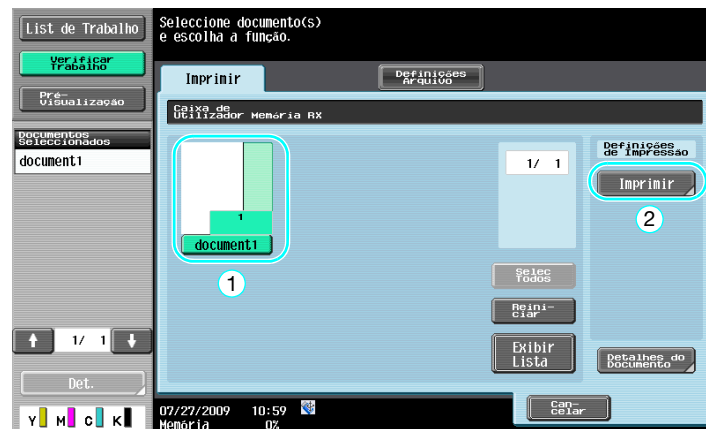 List de Trabalho
Verificar
Trabalho
Pré-
Visualização
Documentos
Seleccionados
document1
1/ 1
Det.
Y M C K
Seleccione documento(s)
e escolha a função.
Imprimir
Definições
Arquivo
Caixa de
Utilizador Memória RX
1
document1
1
1/ 1
Selec
Todos
Reini-
ciar
Exibir
Lista
Definições
de Impressão
Imprimir
2
Detalhes do
Documento
07/27/2009 10:59
Memória 0%
Can-
celar